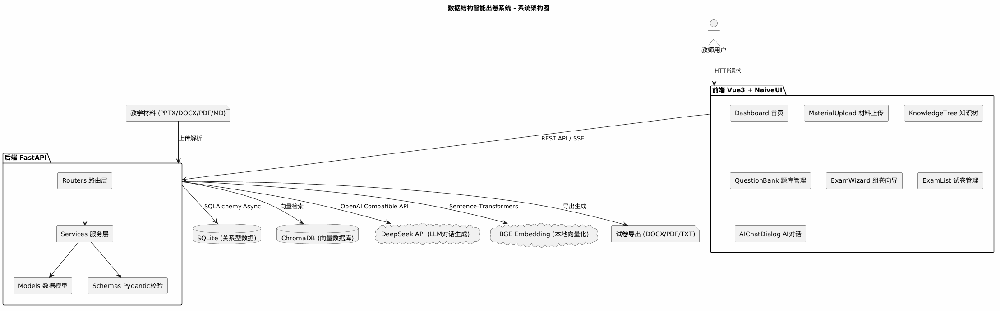 数据结构智能出卷系统 - 系统架构图
教师用户
HTTP请求
前端 Vue3 + NaiveUI
Dashboard 首页
MaterialUpload 材料上传
KnowledgeTree 知识树
QuestionBank 题库管理
ExamWizard 组卷向导
ExamList 试卷管理
AIChatDialog AI对话
教学材料 (PPTX/DOCX/PDF/MD)
上传解析
REST API / SSE
后端 FastAPI
Routers 路由层
Services 服务层
Models 数据模型
Schemas Pydantic校验
SQLAlchemy Async
向量检索
OpenAI Compatible API
Sentence-Transformers
导出生成
SQLite (关系型数据)
ChromaDB (向量数据库)
DeepSeek API (LLM对话生成)
BGE Embedding (本地向量化)
试卷导出 (DOCX/PDF/TXT)